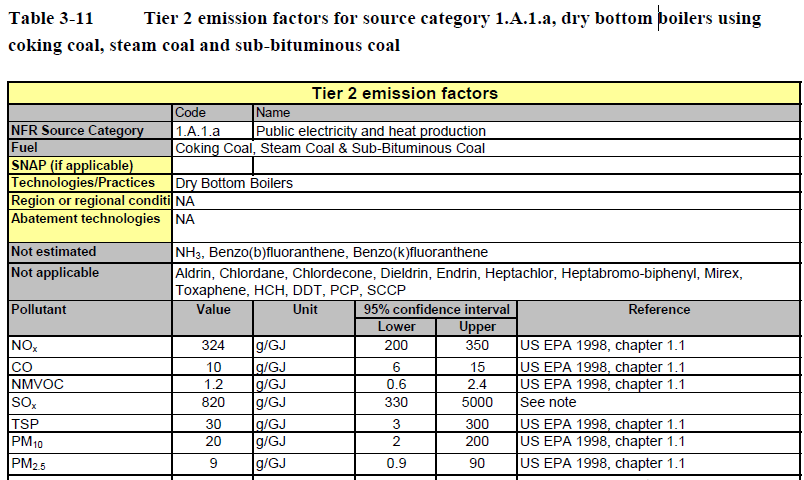 Table 3-11 Tier 2 emission factors for source category 1.A.1.a, dry bottom boilers using
coking coal, steam coal and sub-bituminous coal
Tier 2 emission factors
Code Name
NFR Source Category 1.A.1.a Public electricity and heat production
Fuel Coking Coal, Steam Coal & Sub-Bituminous Coal
SNAP (if applicable)
Technologies/Practices Dry Bottom Boilers
Region or regional conditi NA
Abatement technologies NA
Not estimated NH3, Benzo(b)fluoranthene, Benzo(k)fluoranthene
Not applicable Aldrin, Chlordane, Chlordecone, Dieldrin, Endrin, Heptachlor, Heptabromo-biphenyl, Mirex,
Toxaphene, HCH, DDT, PCP, SCCP
Pollutant Value Unit 95% confidence interval Reference
Lower Upper
NOx 324 g/GJ 200 350 US EPA 1998, chapter 1.1
CO 10 g/GJ 6 15 US EPA 1998, chapter 1.1
NMVOC 1.2 g/GJ 0.6 2.4 US EPA 1998, chapter 1.1
SOx 820 g/GJ 330 5000 See note
TSP 30 g/GJ 3 300 US EPA 1998, chapter 1.1
PM10 20 g/GJ 2 200 US EPA 1998, chapter 1.1
PM2.5 9 g/GJ 0.9 90 US EPA 1998, chapter 1.1